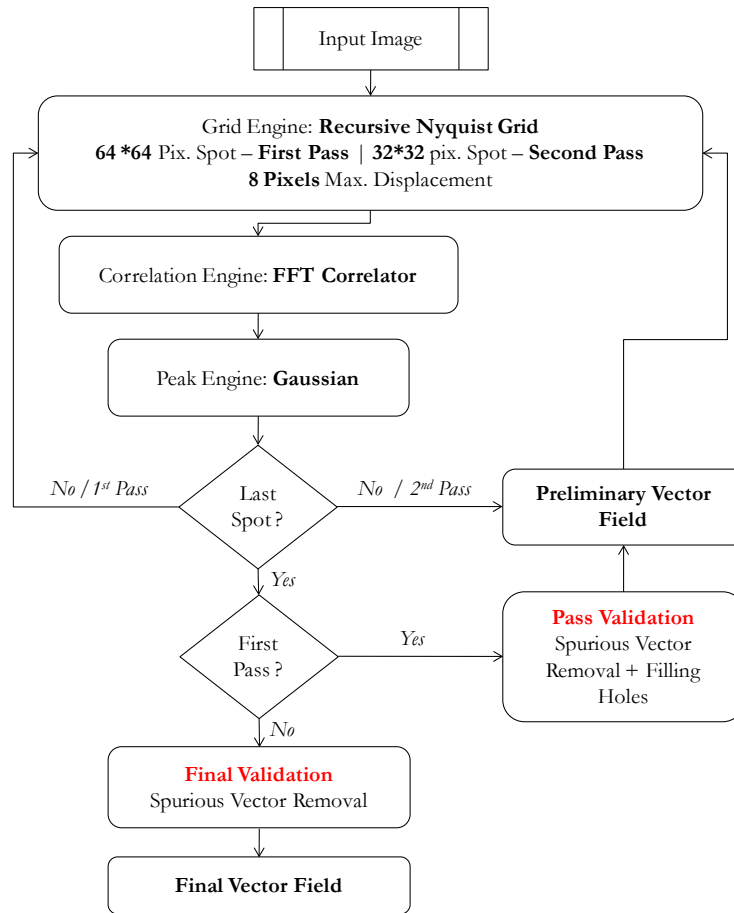 Input Image
Grid Engine: Recursive Nyquist Grid
64 *64 Pix. Spot – First Pass | 32*32 pix. Spot – Second Pass
8 Pixels Max. Displacement
Correlation Engine: FFT Correlator
Peak Engine: Gaussian
No / 1st Pass
Last
Spot ?
No / 2nd Pass
Preliminary Vector
Field
Yes
First
Pass ?
Yes
Pass Validation
Spurious Vector
Removal + Filling
Holes
No
Final Validation
Spurious Vector Removal
Final Vector Field